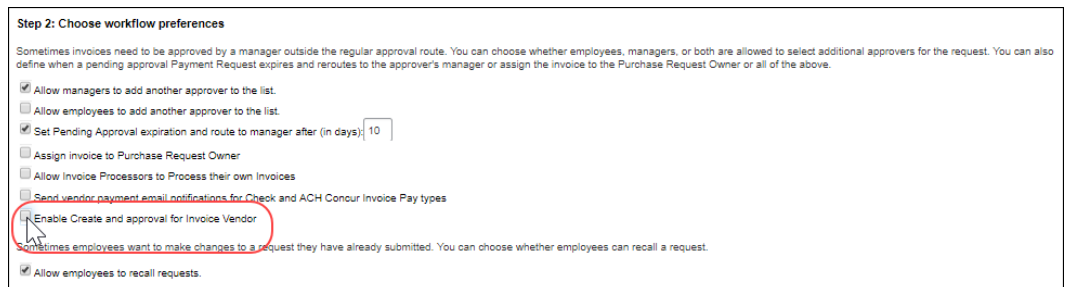 Step 2: Choose workflow preferences
Sometimes invoices need to be approved by a manager outside the regular approval route. You can choose whether employees, managers, or both are allowed to select additional approvers for the request. You can also
define when a pending approval Payment Request expires and reroutes to the approver's manager or assign the invoice to the Purchase Request Owner or all of the above.
Allow managers to add another approver to the list.
Allow employees to add another approver to the list.
Set Pending Approval expiration and route to manager after (in days): 10
Assign invoice to Purchase Request Owner
Allow Invoice Processors to Process their own Invoices
Send vendor payment email notifications for Check and ACH Concur Invoice Pay types
Enable Create and approval for Invoice Vendor
Sometimes employees want to make changes to a request they have already submitted. You can choose whether employees can recall a request.
Allow employees to recall requests.